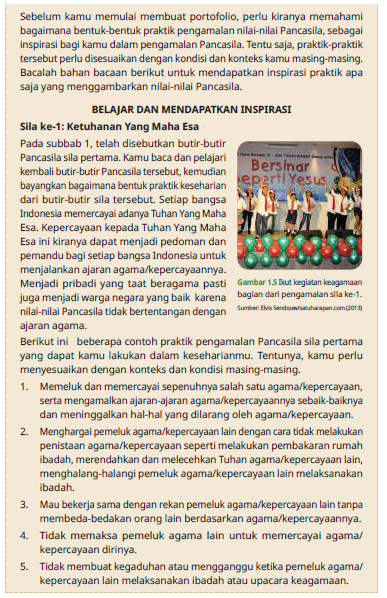 Sebelum kamu memulai membuat portofolio, perlu kiranya memahami
bagaimana bentuk-bentuk praktik pengamalan nilai-nilai Pancasila, sebagai
inspirasi bagi kamu dalam pengamalan Pancasila. Tentu saja, praktik-praktik
tersebut perlu disesuaikan dengan kondisi dan konteks kamu masing-masing.
Bacalah bahan bacaan berikut untuk mendapatkan inspirasi praktik apa
saja yang menggambarkan nilai-nilai Pancasila.
BELAJAR DAN MENDAPATKAN INSPIRASI
Sila ke-1: Ketuhanan Yang Maha Esa
Pada subbab 1, telah disebutkan butir-butir
Pancasila sila pertama. Kamu baca dan pelajari
kembali butir-butir Pancasila tersebut, kemudian
bayangkan bagaimana bentuk praktik keseharian
dari butir-butir sila tersebut. Setiap bangsa
Indonesia memercayai adanya Tuhan Yang Maha
Esa. Kepercayaan kepada Tuhan Yang Maha
Esa ini kiranya dapat menjadi pedoman dan
pemandu bagi setiap bangsa Indonesia untuk
menjalankan ajaran agama/kepercayaannya.
Menjadi pribadi yang taat beragama pasti
juga menjadi warga negara yang baik karena
nilai-nilai Pancasila tidak bertentangan dengan
ajaran agama.
Bersinar
Seperti Yesus
Gambar 1.5 Ikut kegiatan keagamaan
bagian dari pengamalan sila ke-1.
Sumber: Elvis Sendouw/satuharapan.com (2013)
Berikut ini beberapa contoh praktik pengamalan Pancasila sila pertama
yang dapat kamu lakukan dalam keseharianmu. Tentunya, kamu perlu
menyesuaikan dengan konteks dan kondisi masing-masing.
1. Memeluk dan memercayai sepenuhnya salah satu agama/kepercayaan,
serta mengamalkan ajaran-ajaran agama/kepercayaannya sebaik-baiknya
dan meninggalkan hal-hal yang dilarang oleh agama/kepercayaan.
2. Menghargai pemeluk agama/kepercayaan lain dengan cara tidak melakukan
penistaan agama/kepercayaan seperti melakukan pembakaran rumah
ibadah, merendahkan dan melecehkan Tuhan agama/kepercayaan lain,
menghalang-halangi pemeluk agama/kepercayaan lain melaksanakan
ibadah.
3. Mau bekerja sama dengan rekan pemeluk agama/kepercayaan lain tanpa
membeda-bedakan orang lain berdasarkan agama/kepercayaannya.
4. Tidak memaksa pemeluk agama lain untuk memercayai agama/
kepercayaan dirinya.
5. Tidak membuat kegaduhan atau mengganggu ketika pemeluk agama/
kepercayaan lain melaksanakan ibadah atau upacara keagamaan.